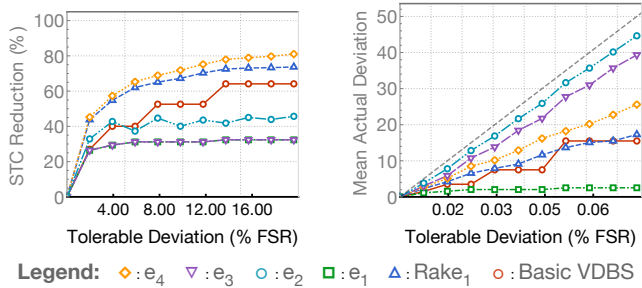 STC Reduction (%)
100
80
60
40
20
0
4.00 8.00 12.00 16.00
Tolerable Deviation (% FSR)
Mean Actual Deviation
50
40
30
20
10
0
0.02 0.03 0.05 0.06
Tolerable Deviation (% FSR)
Legend: : e4 : e3 : e2 : e1 : Rake1 : Basic VDBS